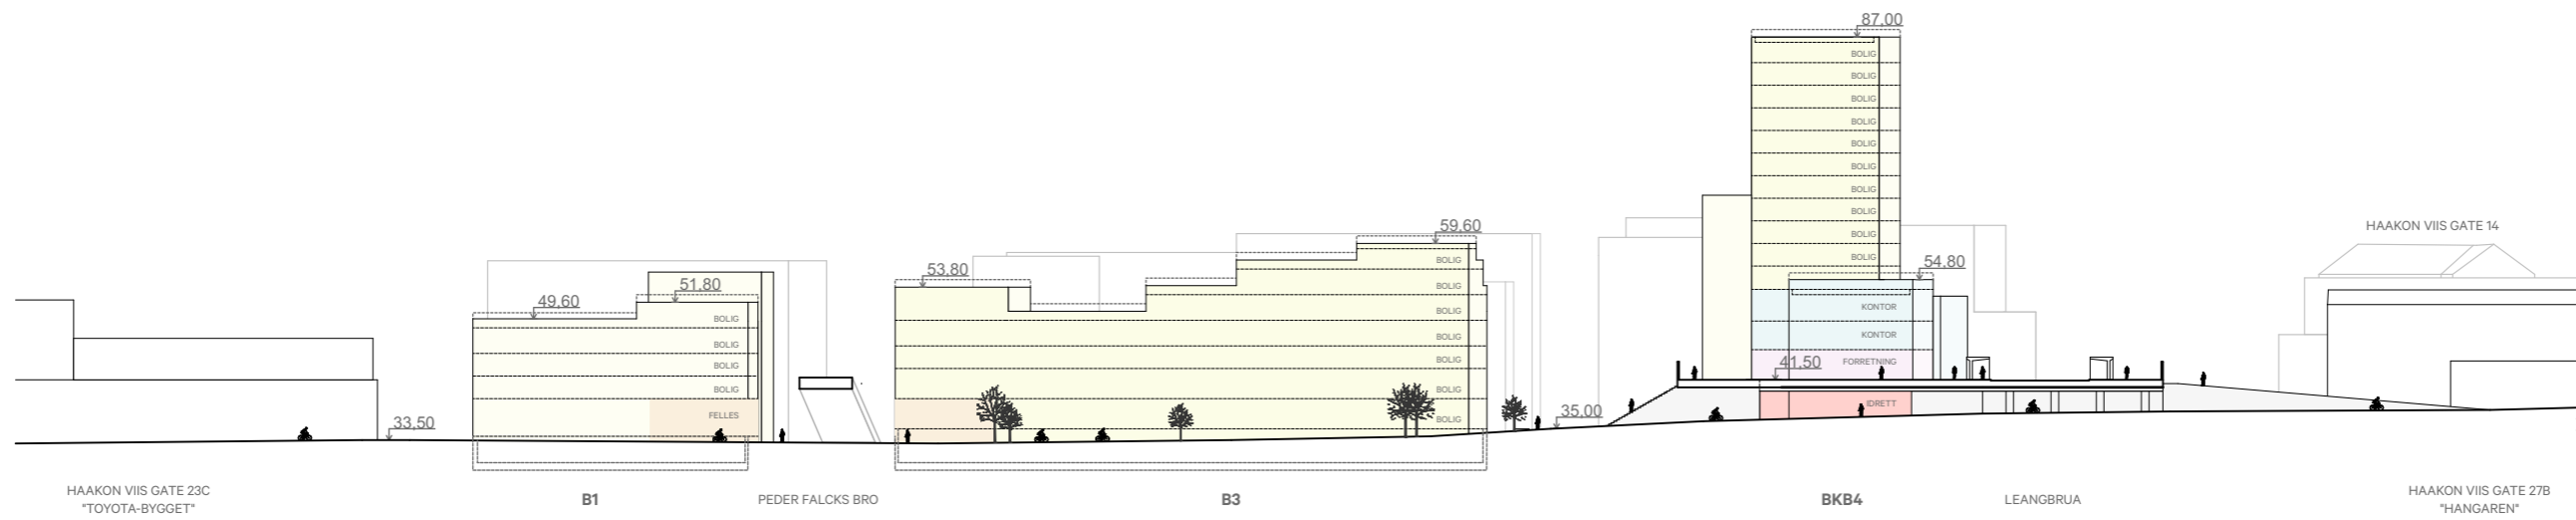 87,00
BOLIG
BOLIG
BOLIG
BOLIG
BOLIG
BOLIG
BOLIG
BOLIG
BOLIG
BOLIG
HAAKON VIIS GATE 14
59,60
53,80
54,80
51,80
49,60
BOLIG
BOLIG
BOLIG
BOLIG
BOLIG
BOLIG
BOLIG
BOLIG
BOLIG
BOLIG
BOLIG
FELLES
KONTOR
KONTOR
FORRETNING
41,50
IDRETT
33,50
35,00
HAAKON VIIS GATE 23C
"TOYOTA-BYGGET"
B1
PEDER FALCKS BRO
B3
BKB4
LEANGBRUA
HAAKON VIIS GATE 27B
"HANGAREN"